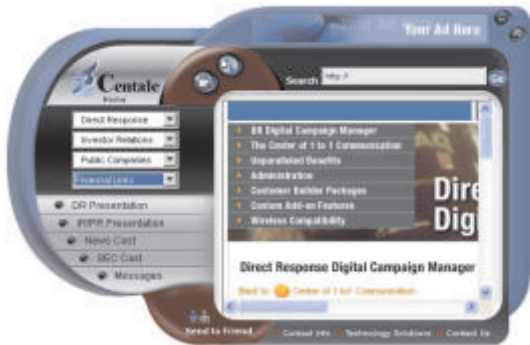 Your Ad Here
Centale
Home
Search http://
Go
Direct Response
Investor Relations
Public Companies
Financial Links
DR Presentation
IR/PR Presentation
News Cast
SEC Cast
Messages
DR Digital Campaign Manager
The Center of 1 to 1 Communication
Unparalleled Benefits
Administration
Customer Builder Packages
Custom Add-on Features
Wireless Compatibility
Dire
Digi
Direct Response Digital Campaign Manager
Back to Center of 1to1 Communication
Send to Friend
Contact Info Technology Solutions Contact Us